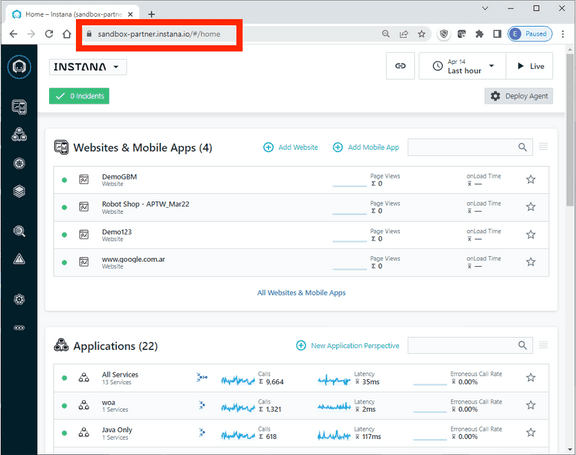 Home – Instana (sandbox-partner
sandbox-partner.instana.io/#/home
E Paused
INSTANA
Apr 14
Last hour
Live
0 Incidents
Deploy Agent
Websites & Mobile Apps (4)
Add Website
Add Mobile App
DemoGBM
Website
Page Views
Σ 0
onLoad Time
—
Robot Shop - APTW_Mar22
Website
Page Views
Σ 0
onLoad Time
—
Demo123
Website
Page Views
Σ 0
onLoad Time
—
www.google.com.ar
Website
Page Views
Σ 0
onLoad Time
—
All Websites & Mobile Apps
Applications (22)
New Application Perspective
All Services
13 Services
Calls
Σ 9,664
Latency
35ms
Erroneous Call Rate
0.00%
woa
1 Services
Calls
Σ 1,321
Latency
2ms
Erroneous Call Rate
0.00%
Java Only
1 Services
Calls
Σ 618
Latency
117ms
Erroneous Call Rate
0.00%